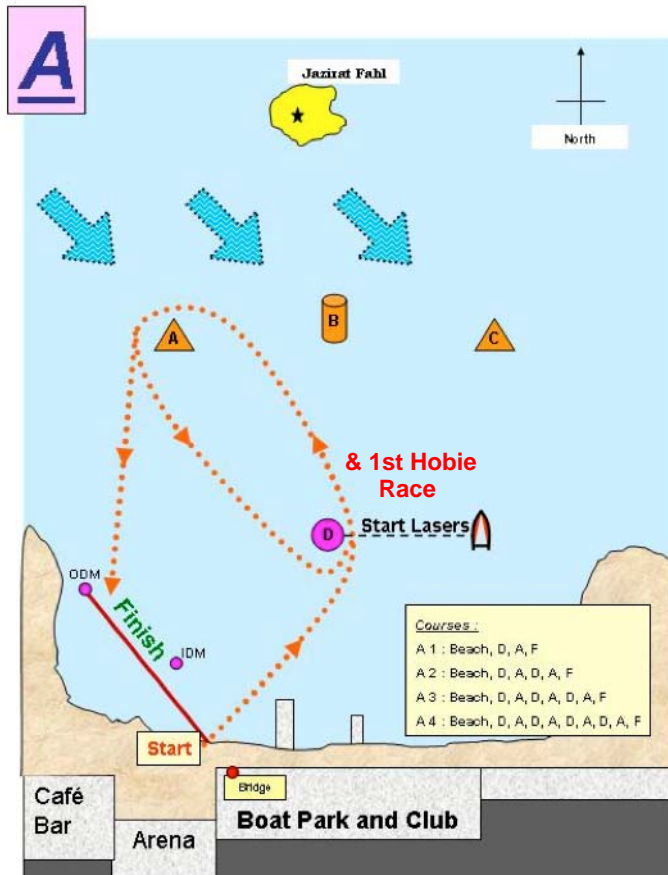 A
Jazirat Fahl
North
B
A
C
& 1st Hobie
Race
D
Start Lasers
ODM
Finish
IDM
Courses :
A 1 : Beach, D, A, F
A 2 : Beach, D, A, D, A, F
A 3 : Beach, D, A, D, A, D, A, F
A 4 : Beach, D, A, D, A, D, A, D, A, F
Start
Bridge
Café
Bar
Arena
Boat Park and Club